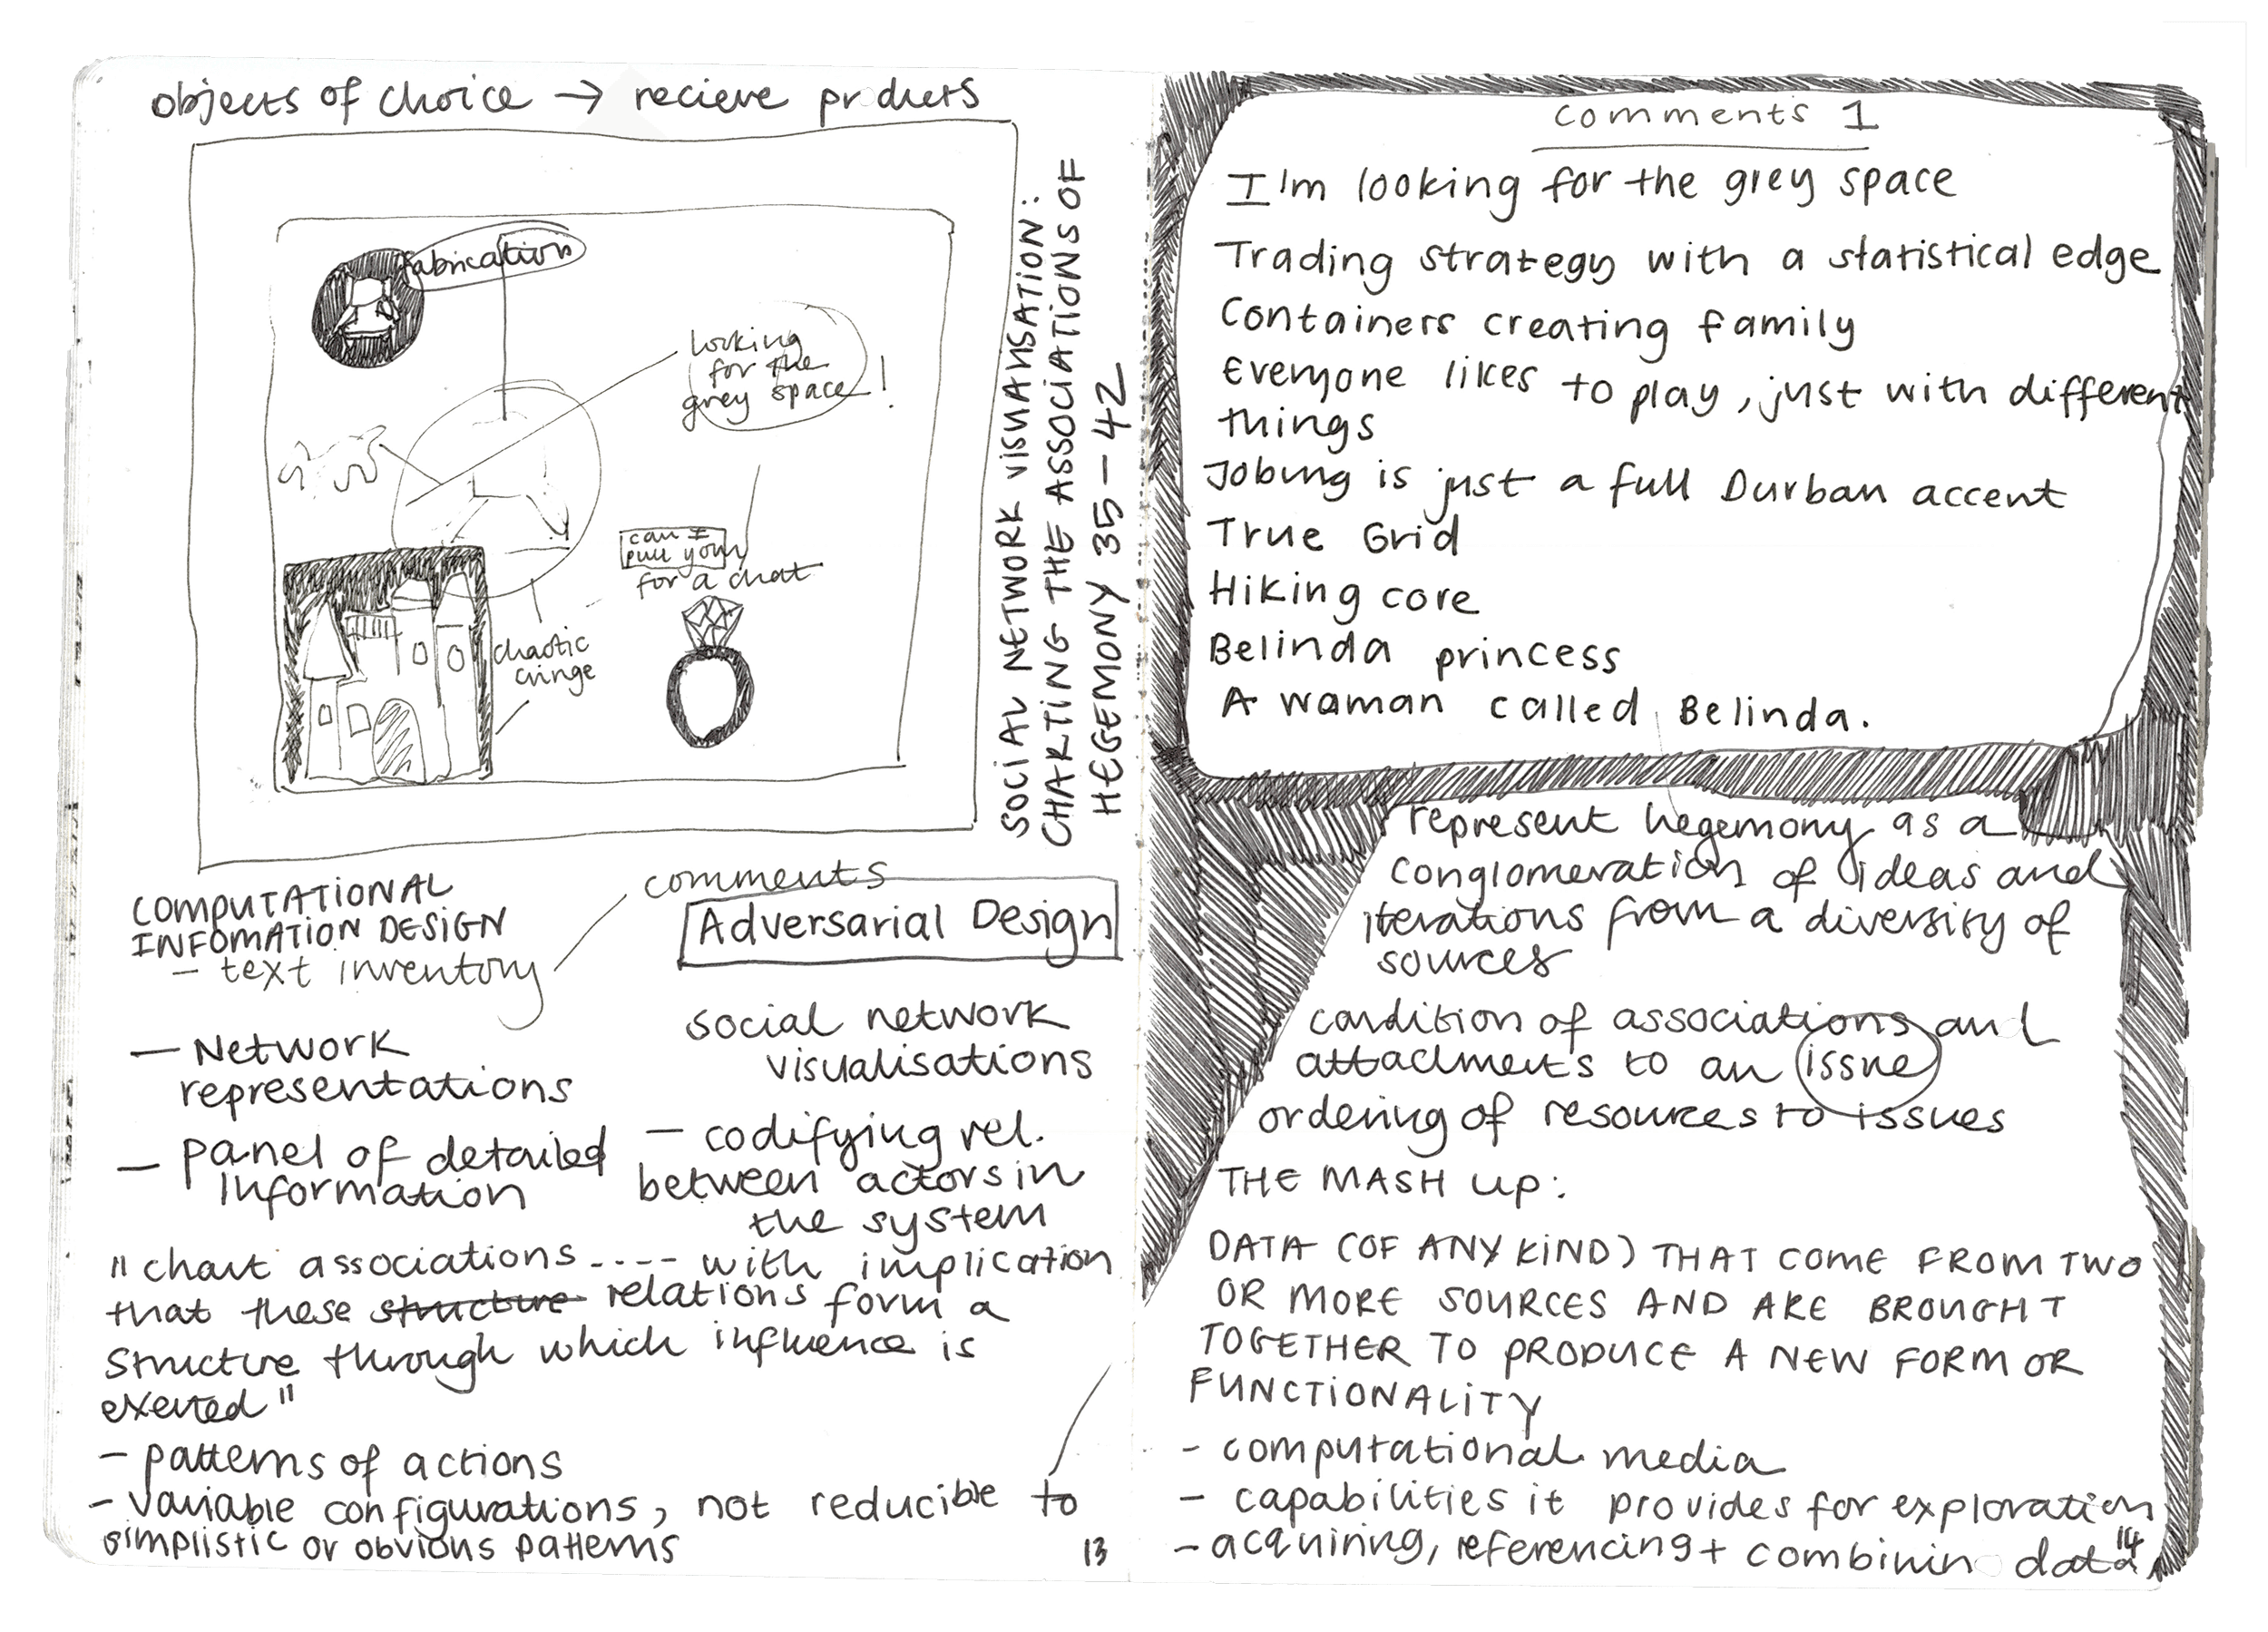 objects of choice → recieve prducts
fabrication
looking
for the
grey space!
can I
pull your
for a chat
chaotic
cringe
SOCIAL NETWORK VISUALISATION:
CHARTING THE ASSOCIATIONS OF
HEGEMONY 35-42
comments
COMPUTATIONAL
INFOMATION DESIGN
- text inventory
Adversarial Design
— Network
representations
— Panel of detailed
Information
social network
visualisations
— codifying rel.
between actors in
the system
"chart associations ---- with implication
that these structure relations form a
structure through which influence is
exerted"
- patterns of actions
- variable configurations, not reducible to
simplistic or obvious patterns
13
comments 1
I'm looking for the grey space
Trading strategy with a statistical edge
Containers creating family
Everyone likes to play, just with different
things
Joburg is just a full Durban accent
True Grid
Hiking core
Belinda princess
A waman called Belinda.
represent hegemony as a
conglomeration of ideas and
iterations from a diversity of
sources
condition of associations and
attachments to an issue
ordering of resources to issues
THE MASH UP:
DATA (OF ANY KIND) THAT COME FROM TWO
OR MORE SOURCES AND ARE BROUGHT
TOGETHER TO PRODUCE A NEW FORM OR
FUNCTIONALITY
- computational media
- capabilities it provides for exploration
- acquiring, referencing + combinin data
14